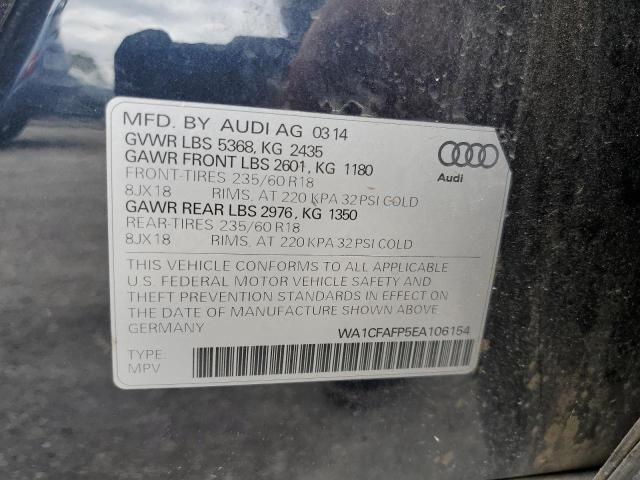 MFD. BY AUDI AG 03 14
GVWR LBS 5368, KG 2435
GAWR FRONT LBS 2601, KG 1180
FRONT-TIRES 235/60 R18
8JX18 RIMS, AT 220 KPA 32 PSI COLD
GAWR REAR LBS 2976, KG 1350
REAR-TIRES 235/60 R18
8JX18 RIMS, AT 220 KPA 32 PSI COLD
Audi
THIS VEHICLE CONFORMS TO ALL APPLICABLE
U.S. FEDERAL MOTOR VEHICLE SAFETY AND
THEFT PREVENTION STANDARDS IN EFFECT ON
THE DATE OF MANUFACTURE SHOWN ABOVE
GERMANY WA1CFAFP5EA106154
TYPE:
MPV